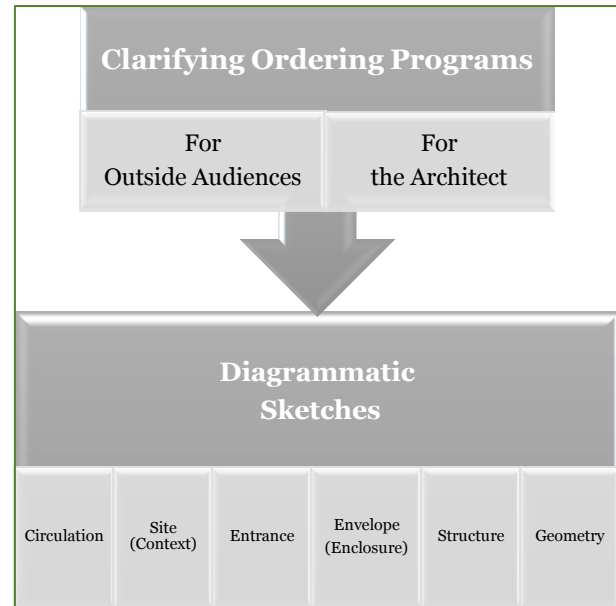 Clarifying Ordering Programs
For
Outside Audiences
For
the Architect
Diagrammatic
Sketches
Circulation
Site
(Context)
Entrance
Envelope
(Enclosure)
Structure
Geometry